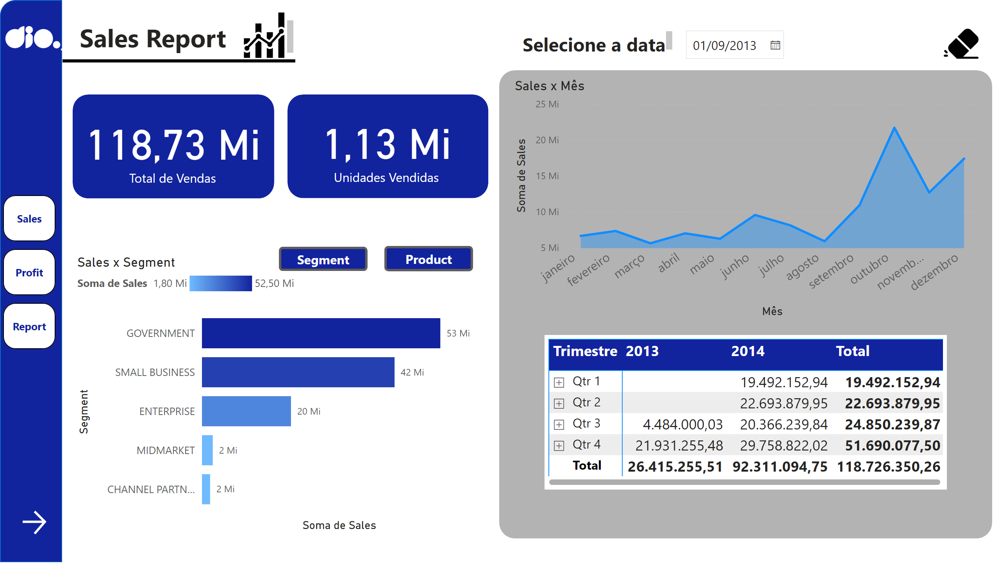 dio.
Sales Report
Selecione a data
01/09/2013
118,73 Mi
Total de Vendas
1,13 Mi
Unidades Vendidas
Sales
Profit
Report
Sales x Segment
Segment
Product
Soma de Sales 1,80 Mi 52,50 Mi
Segment
GOVERNMENT 53 Mi
SMALL BUSINESS 42 Mi
ENTERPRISE 20 Mi
MIDMARKET 2 Mi
CHANNEL PARTN... 2 Mi
Soma de Sales
Sales x Mês
Soma de Sales
25 Mi
20 Mi
15 Mi
10 Mi
5 Mi
janeiro
fevereiro
março
abril
maio
junho
julho
agosto
setembro
outubro
novemb...
dezembro
Mês
Trimestre 2013 2014 Total
Qtr 1 19.492.152,94 19.492.152,94
Qtr 2 22.693.879,95 22.693.879,95
Qtr 3 4.484.000,03 20.366.239,84 24.850.239,87
Qtr 4 21.931.255,48 29.758.822,02 51.690.077,50
Total 26.415.255,51 92.311.094,75 118.726.350,26